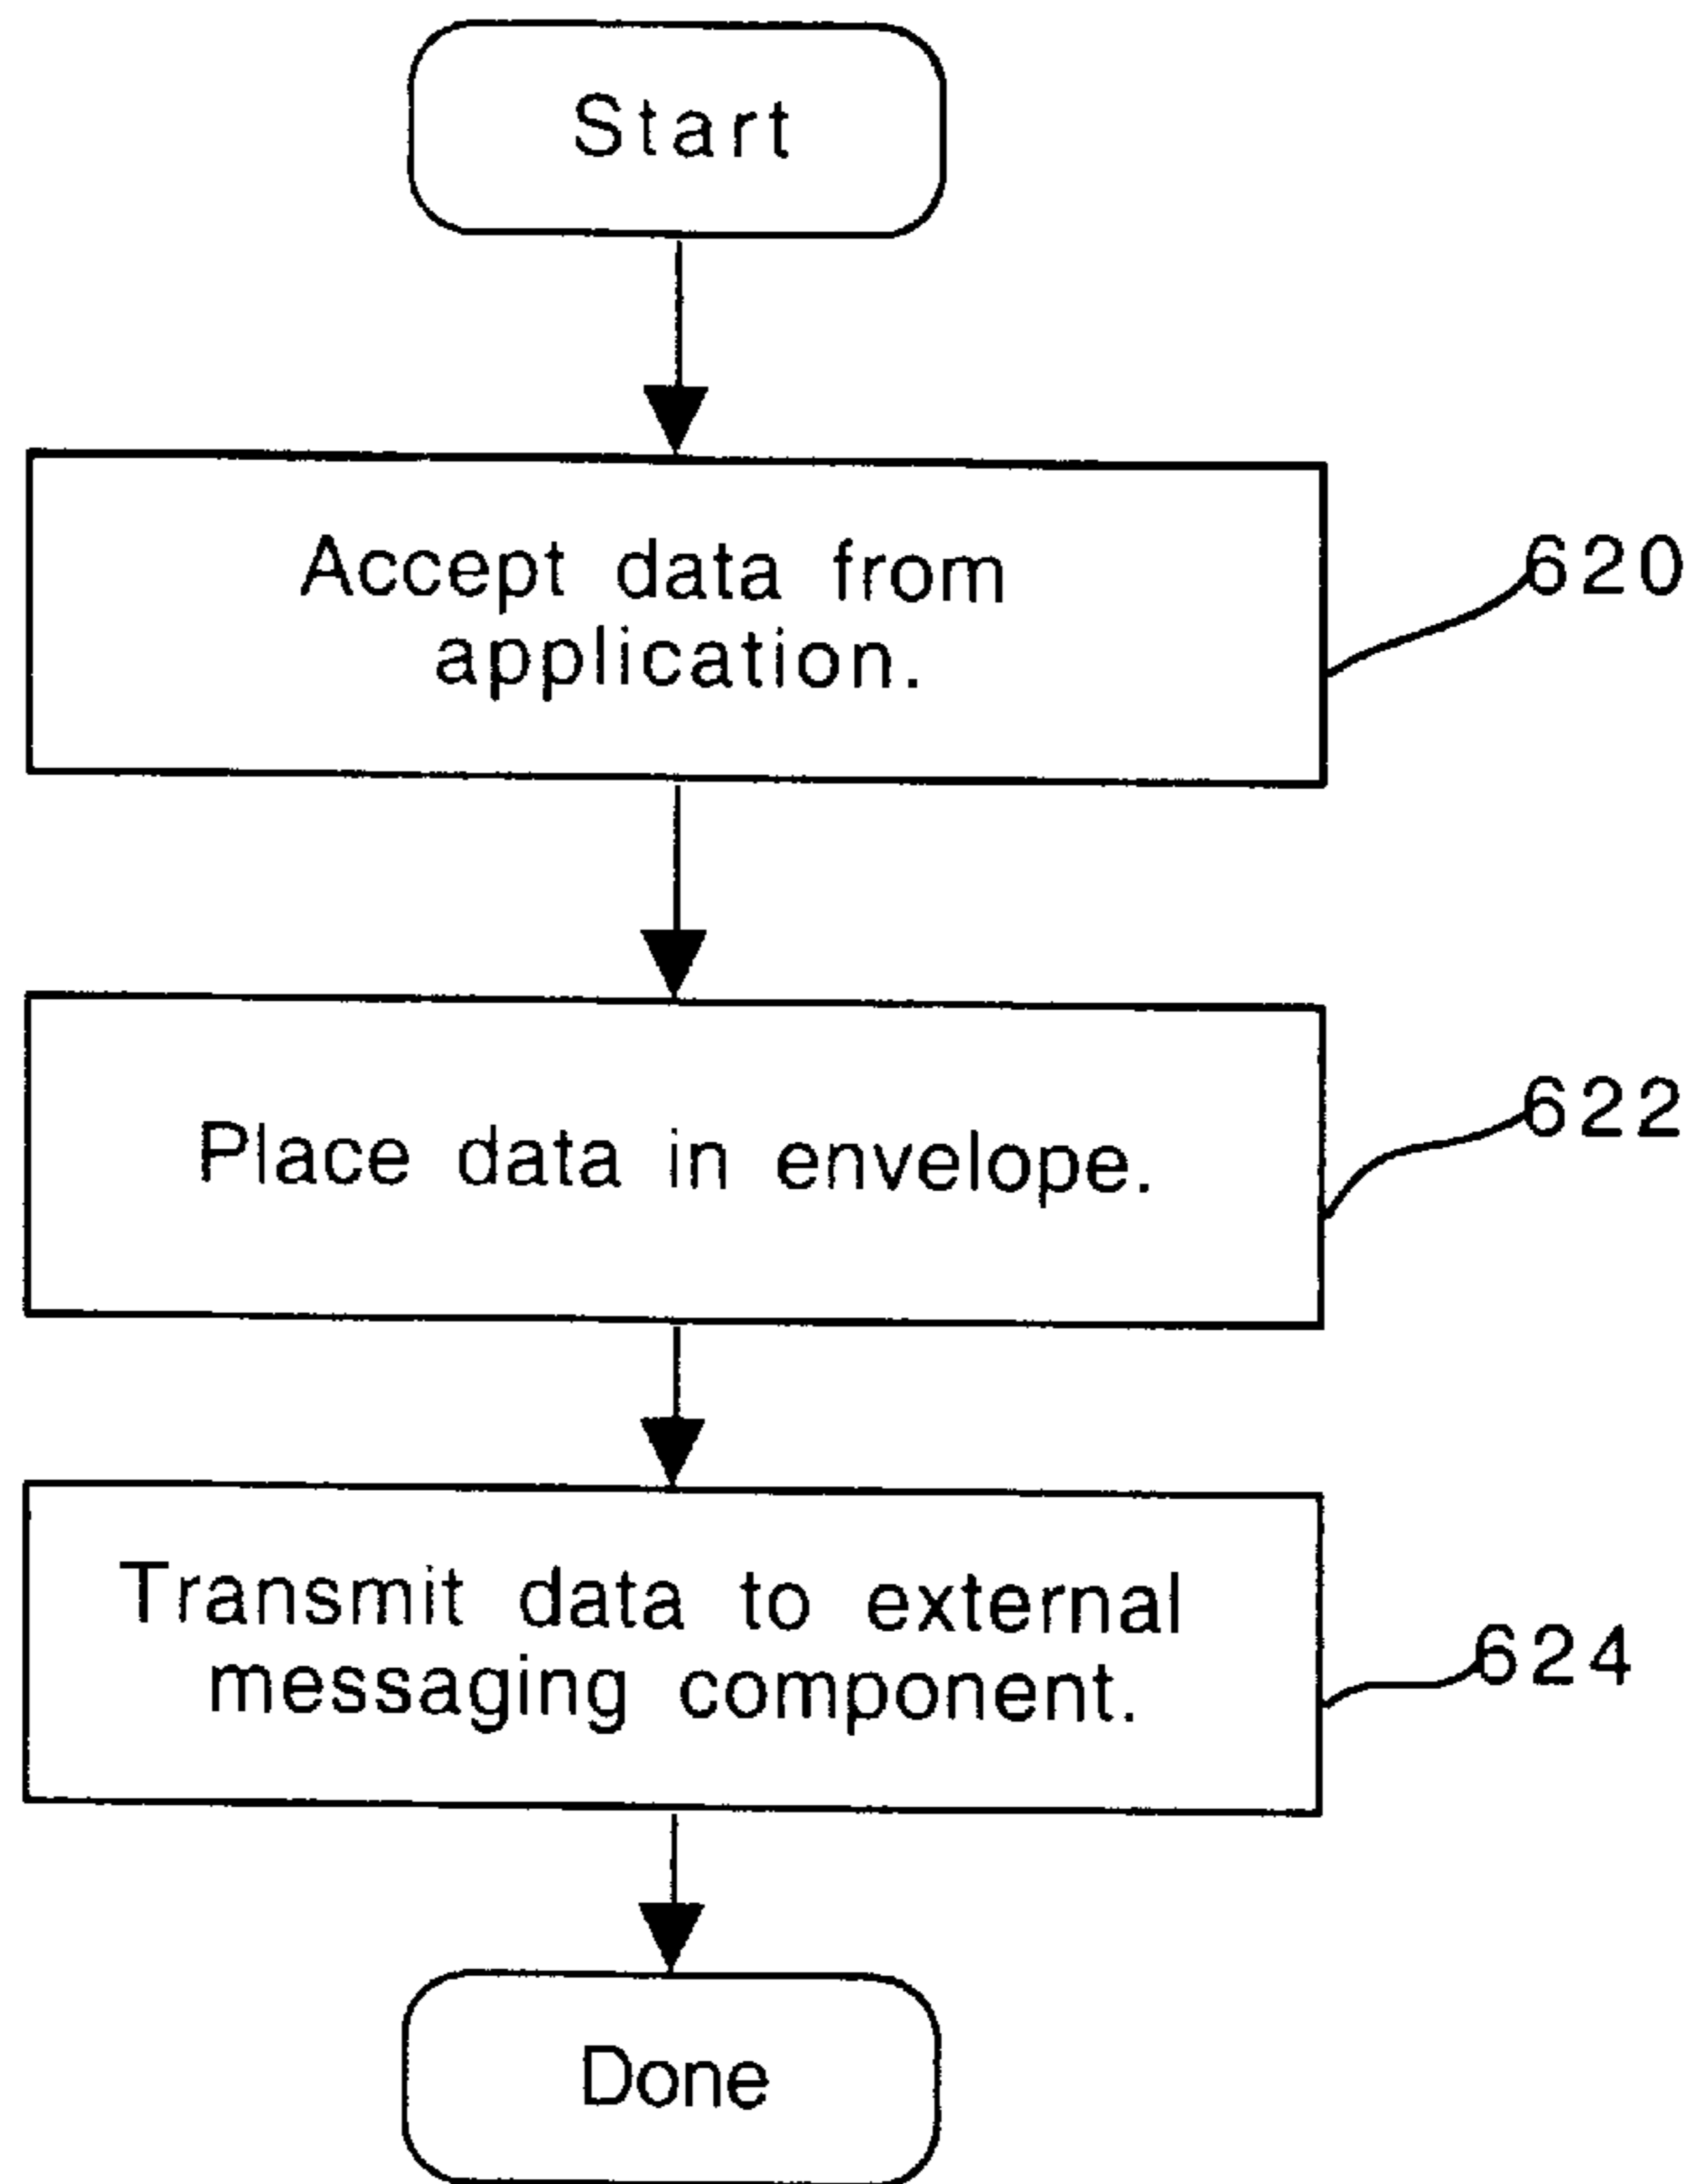 Start
Accept data from
application.
620
Place data in envelope.
622
Transmit data to external
messaging component.
624
Done